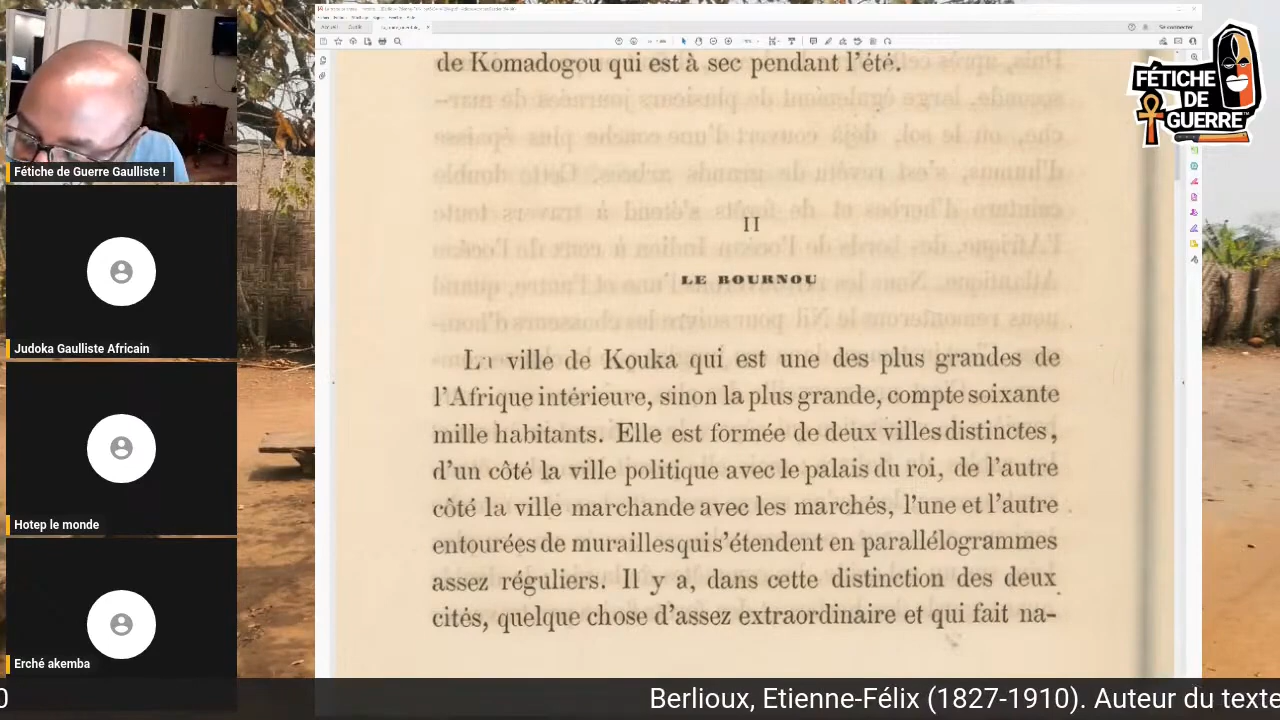 Fétiche de Guerre Gaulliste !
Judoka Gaulliste Africain
Hotep le monde
Erché akemba
FÉTICHE
DE
GUERRE
Se connecter
de Komadogou qui est à sec pendant l'été.
II
LE BOURNOU
La ville de Kouka qui est une des plus grandes de
l'Afrique intérieure, sinon la plus grande, compte soixante
mille habitants. Elle est formée de deux villes distinctes,
d'un côté la ville politique avec le palais du roi, de l'autre
côté la ville marchande avec les marchés, l'une et l'autre
entourées de murailles qui s'étendent en parallélogrammes
assez réguliers. Il y a, dans cette distinction des deux
cités, quelque chose d'assez extraordinaire et qui fait na-
0 Berlioux, Etienne-Félix (1827-1910). Auteur du texte